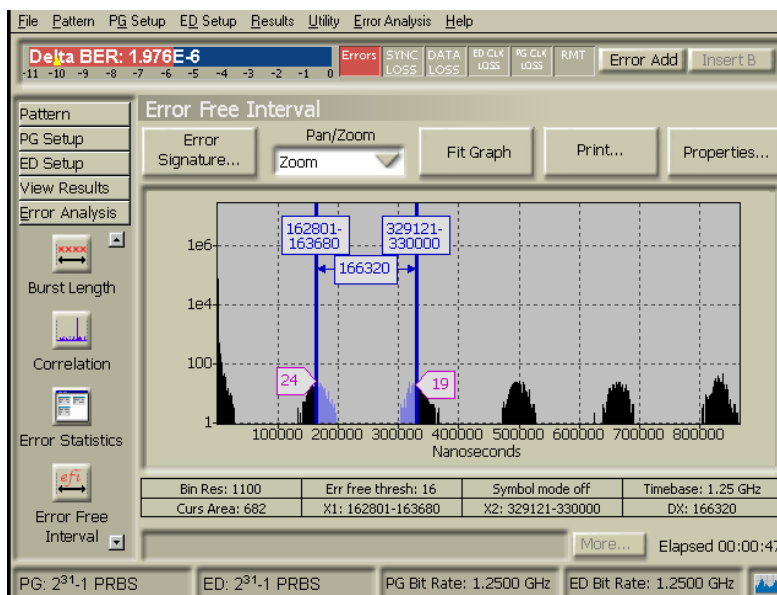 File Pattern PG Setup ED Setup Results Utility Error Analysis Help
Delta BER: 1.976E-6
-11 -10 -9 -8 -7 -6 -5 -4 -3 -2 -1 0
Errors
SYNC LOSS
DATA LOSS
ED CLK LOSS
PG CLK LOSS
RMT
Error Add
Insert B
Pattern
PG Setup
ED Setup
View Results
Error Analysis
xxxx
Burst Length
Correlation
Error Statistics
efi
Error Free
Interval
Error Free Interval
Error
Signature...
Pan/Zoom
Zoom
Fit Graph
Print...
Properties...
162801-
163680
329121-
330000
166320
24
19
1e6
1e4
100
1
100000 200000 300000 400000 500000 600000 700000 800000
Nanoseconds
Bin Res: 1100 Err free thresh: 16 Symbol mode off Timebase: 1.25 GHz
Curs Area: 682 X1: 162801-163680 X2: 329121-330000 DX: 166320
More... Elapsed 00:00:47
PG: 2³¹-1 PRBS ED: 2³¹-1 PRBS PG Bit Rate: 1.2500 GHz ED Bit Rate: 1.2500 GHz